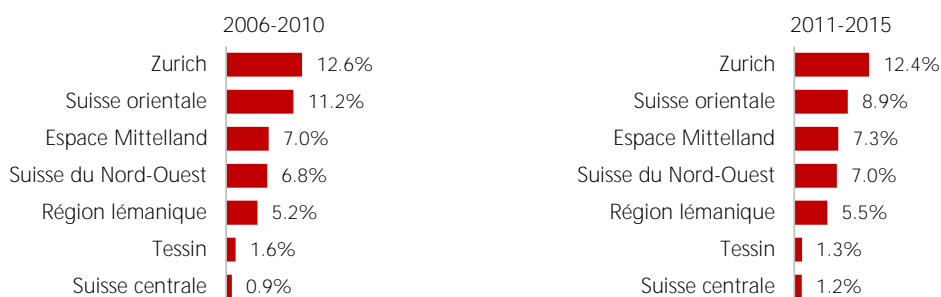 2006-2010
Zurich 12.6%
Suisse orientale 11.2%
Espace Mittelland 7.0%
Suisse du Nord-Ouest 6.8%
Région lémanique 5.2%
Tessin 1.6%
Suisse centrale 0.9%
2011-2015
Zurich 12.4%
Suisse orientale 8.9%
Espace Mittelland 7.3%
Suisse du Nord-Ouest 7.0%
Région lémanique 5.5%
Tessin 1.3%
Suisse centrale 1.2%